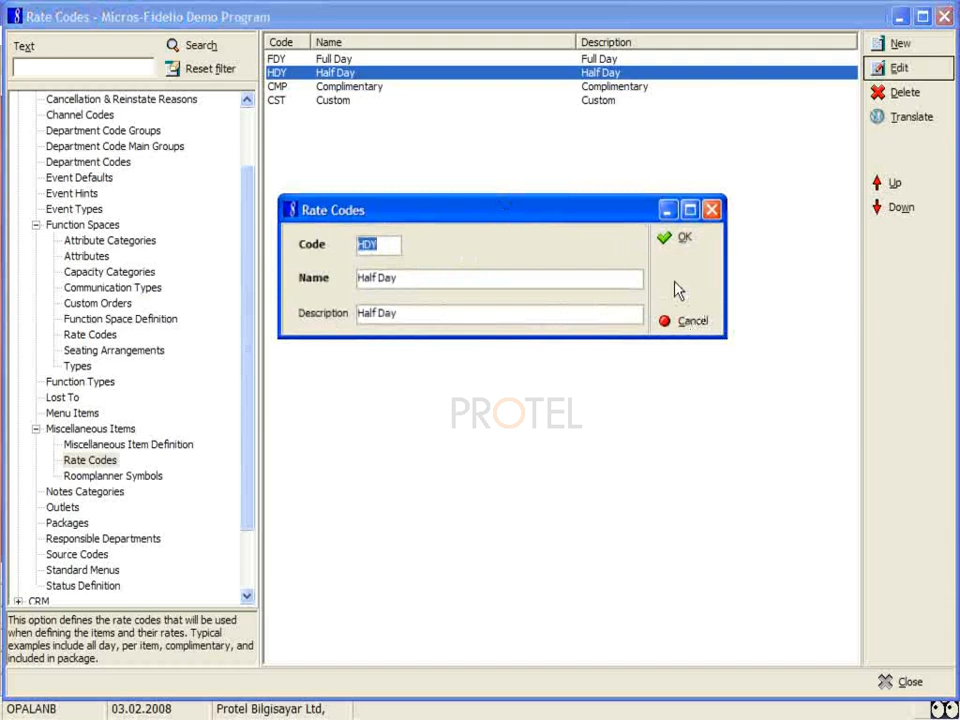 Rate Codes - Micros-Fidelio Demo Program
Text
Search
Reset filter
Cancellation & Reinstate Reasons
Channel Codes
Department Code Groups
Department Code Main Groups
Department Codes
Event Defaults
Event Hints
Event Types
Function Spaces
Attribute Categories
Attributes
Capacity Categories
Communication Types
Custom Orders
Function Space Definition
Rate Codes
Seating Arrangements
Types
Function Types
Lost To
Menu Items
Miscellaneous Items
Miscellaneous Item Definition
Rate Codes
Roomplanner Symbols
Notes Categories
Outlets
Packages
Responsible Departments
Source Codes
Standard Menus
Status Definition
CRM
This option defines the rate codes that will be used
when defining the items and their rates. Typical
examples include all day, per item, complimentary, and
included in package.
Code Name Description
FDY Full Day Full Day
HDY Half Day Half Day
CMP Complimentary Complimentary
CST Custom Custom
Rate Codes
Code HDY
Name Half Day
Description Half Day
OK
Cancel
PROTEL
New
Edit
Delete
Translate
Up
Down
Close
OPALANB 03.02.2008 Protel Bilgisayar Ltd,